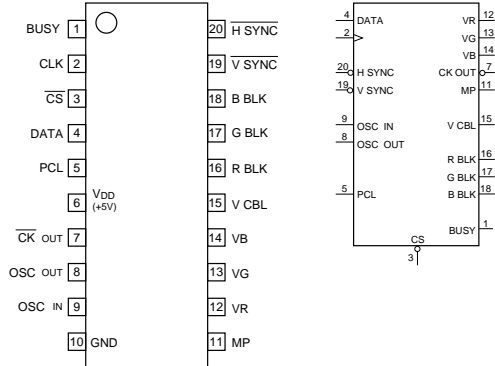 BUSY 1
CLK 2
CS 3
DATA 4
PCL 5
6 VDD
(+5V)
CK OUT 7
OSC OUT 8
OSC IN 9
10 GND
20 H SYNC
19 V SYNC
18 B BLK
17 G BLK
16 R BLK
15 V CBL
14 VB
13 VG
12 VR
11 MP
4 DATA VR 12
2 VG 13
VB 14
20 H SYNC CK OUT 7
19 V SYNC MP 11
9 OSC IN V CBL 15
8 OSC OUT
R BLK 16
G BLK 17
5 PCL B BLK 18
BUSY 1
CS
3